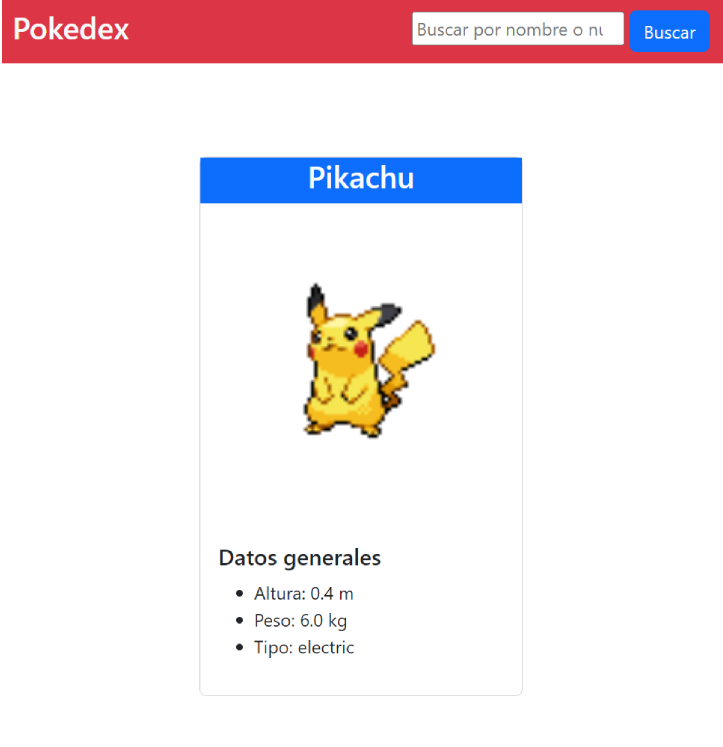 Pokedex
Buscar por nombre o nu
Buscar
Pikachu
Datos generales
Altura: 0.4 m
Peso: 6.0 kg
Tipo: electric